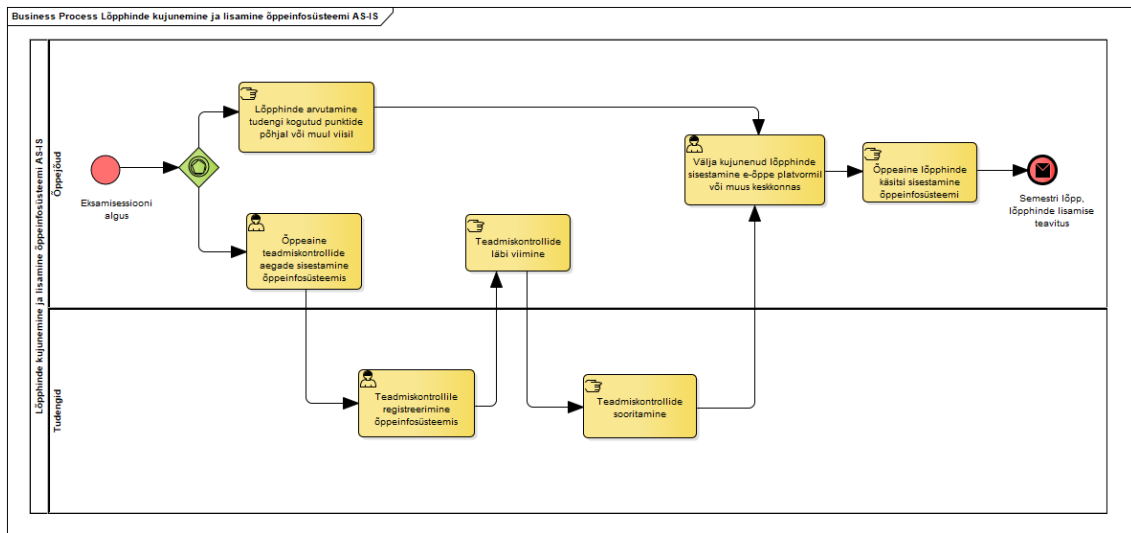 Business Process Lõpphinde kujunemine ja lisamine õppeinfosüsteemi AS-IS
Lõpphinde kujunemine ja lisamine õppeinfosüsteemi AS-IS
Õppejõud
Eksamisessiooni
algus
Lõpphinde arvutamine
tudengi kogutud punktide
põhjal või muul viisil
Õppeaine
teadmiskontrollide
aegade sisestamine
õppeinfosüsteemis
Teadmiskontrollide
läbi viimine
Välja kujunenud lõpphinde
sisestamine e-õppe platvormil
või muus keskkonnas
Õppeaine lõpphinde
käsitsi sisestamine
õppeinfosüsteemi
Semestri lõpp,
lõpphinde lisamise
teavitus
Tudengid
Teadmiskontrollile
registreerimine
õppeinfosüsteemis
Teadmiskontrollide
sooritamine